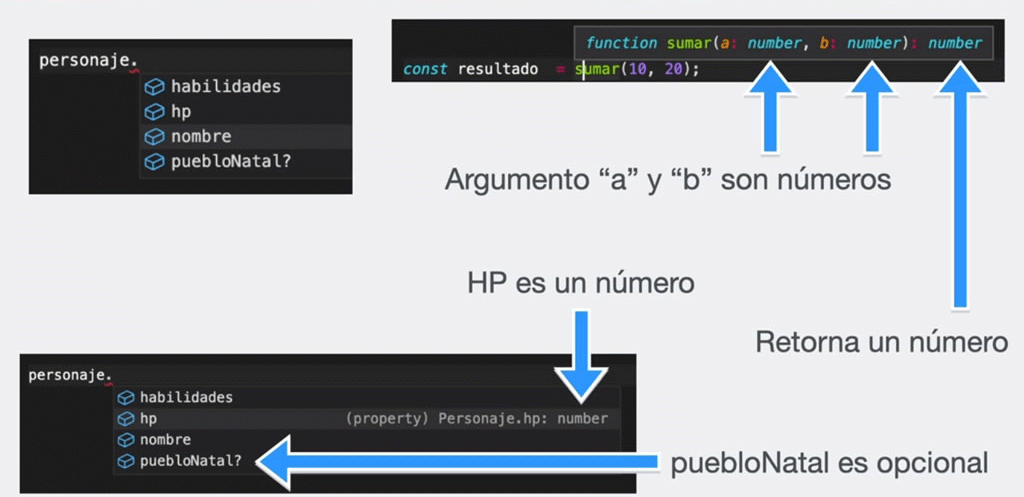 personaje.
habilidades
hp
nombre
puebloNatal?
function sumar(a: number, b: number): number
const resultado = sumar(10, 20);
Argumento “a” y “b” son números
HP es un número
Retorna un número
personaje.
habilidades
hp (property) Personaje.hp: number
nombre
puebloNatal?
puebloNatal es opcional